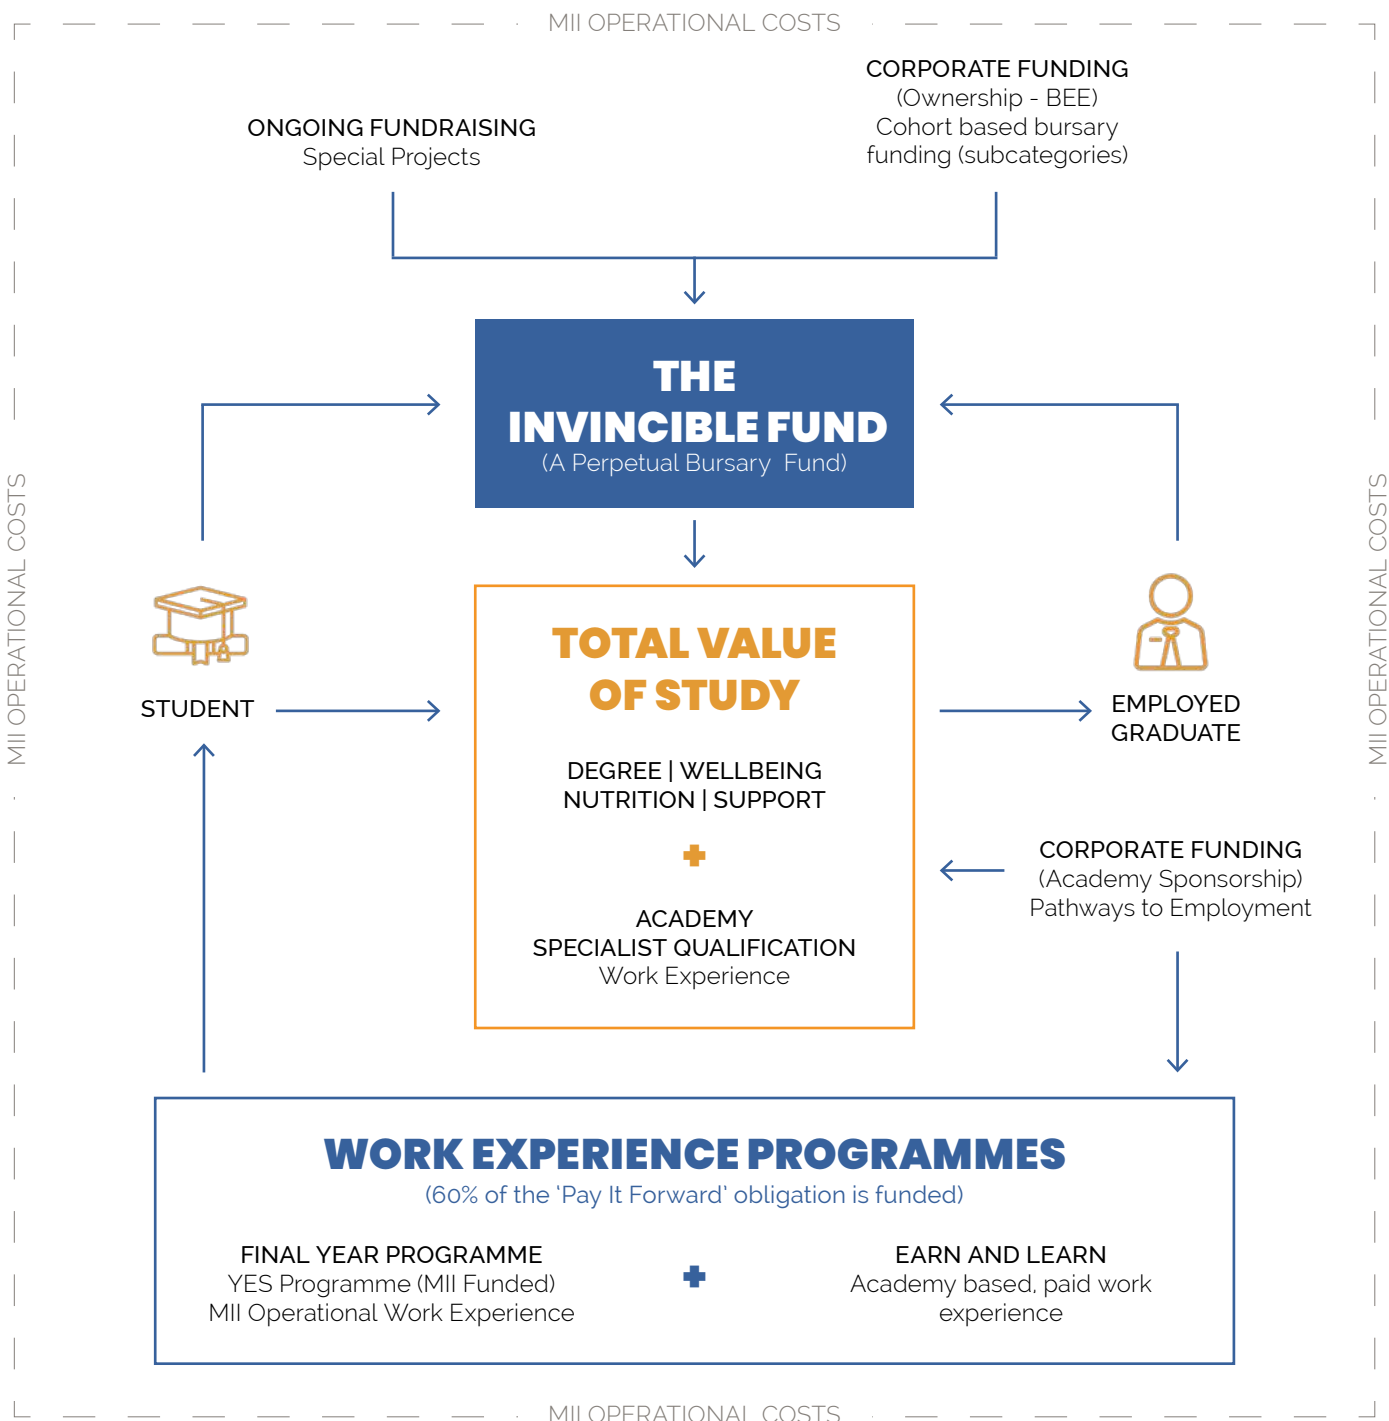 MII OPERATIONAL COSTS
CORPORATE FUNDING
(Ownership - BEE)
Cohort based bursary
funding (subcategories)
ONGOING FUNDRAISING
Special Projects
THE
INVINCIBLE FUND
(A Perpetual Bursary Fund)
MII OPERATIONAL COSTS
MII OPERATIONAL COSTS
STUDENT
TOTAL VALUE
OF STUDY
DEGREE | WELLBEING
NUTRITION | SUPPORT
ACADEMY
SPECIALIST QUALIFICATION
Work Experience
EMPLOYED
GRADUATE
CORPORATE FUNDING
(Academy Sponsorship)
Pathways to Employment
WORK EXPERIENCE PROGRAMMES
(60% of the ‘Pay It Forward’ obligation is funded)
FINAL YEAR PROGRAMME
YES Programme (MII Funded)
MII Operational Work Experience
EARN AND LEARN
Academy based, paid work
experience
MII OPERATIONAL COSTS